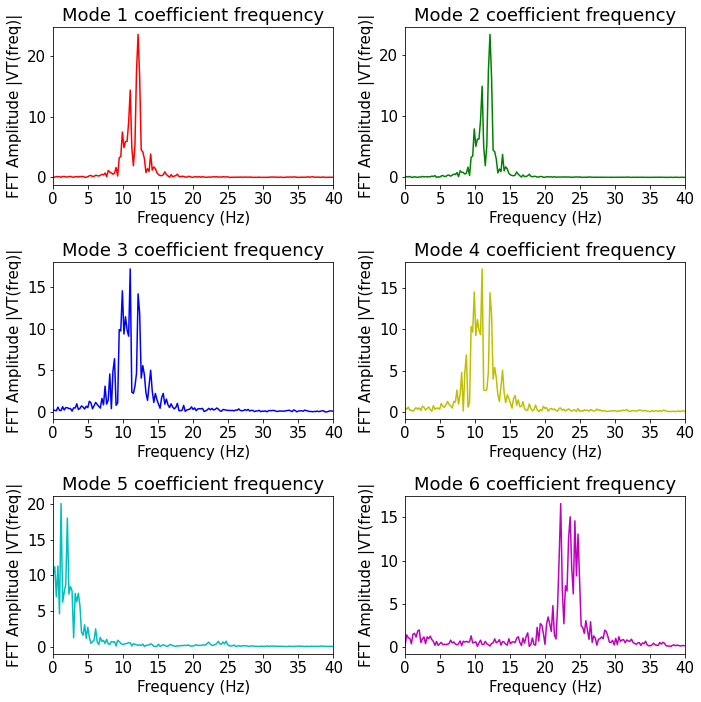 Mode 1 coefficient frequency
FFT Amplitude |VT(freq)|
20
10
0
0 5 10 15 20 25 30 35 40
Frequency (Hz)
Mode 2 coefficient frequency
FFT Amplitude |VT(freq)|
20
10
0
0 5 10 15 20 25 30 35 40
Frequency (Hz)
Mode 3 coefficient frequency
FFT Amplitude |VT(freq)|
15
10
5
0
0 5 10 15 20 25 30 35 40
Frequency (Hz)
Mode 4 coefficient frequency
FFT Amplitude |VT(freq)|
15
10
5
0
0 5 10 15 20 25 30 35 40
Frequency (Hz)
Mode 5 coefficient frequency
FFT Amplitude |VT(freq)|
20
15
10
5
0
0 5 10 15 20 25 30 35 40
Frequency (Hz)
Mode 6 coefficient frequency
FFT Amplitude |VT(freq)|
15
10
5
0
0 5 10 15 20 25 30 35 40
Frequency (Hz)